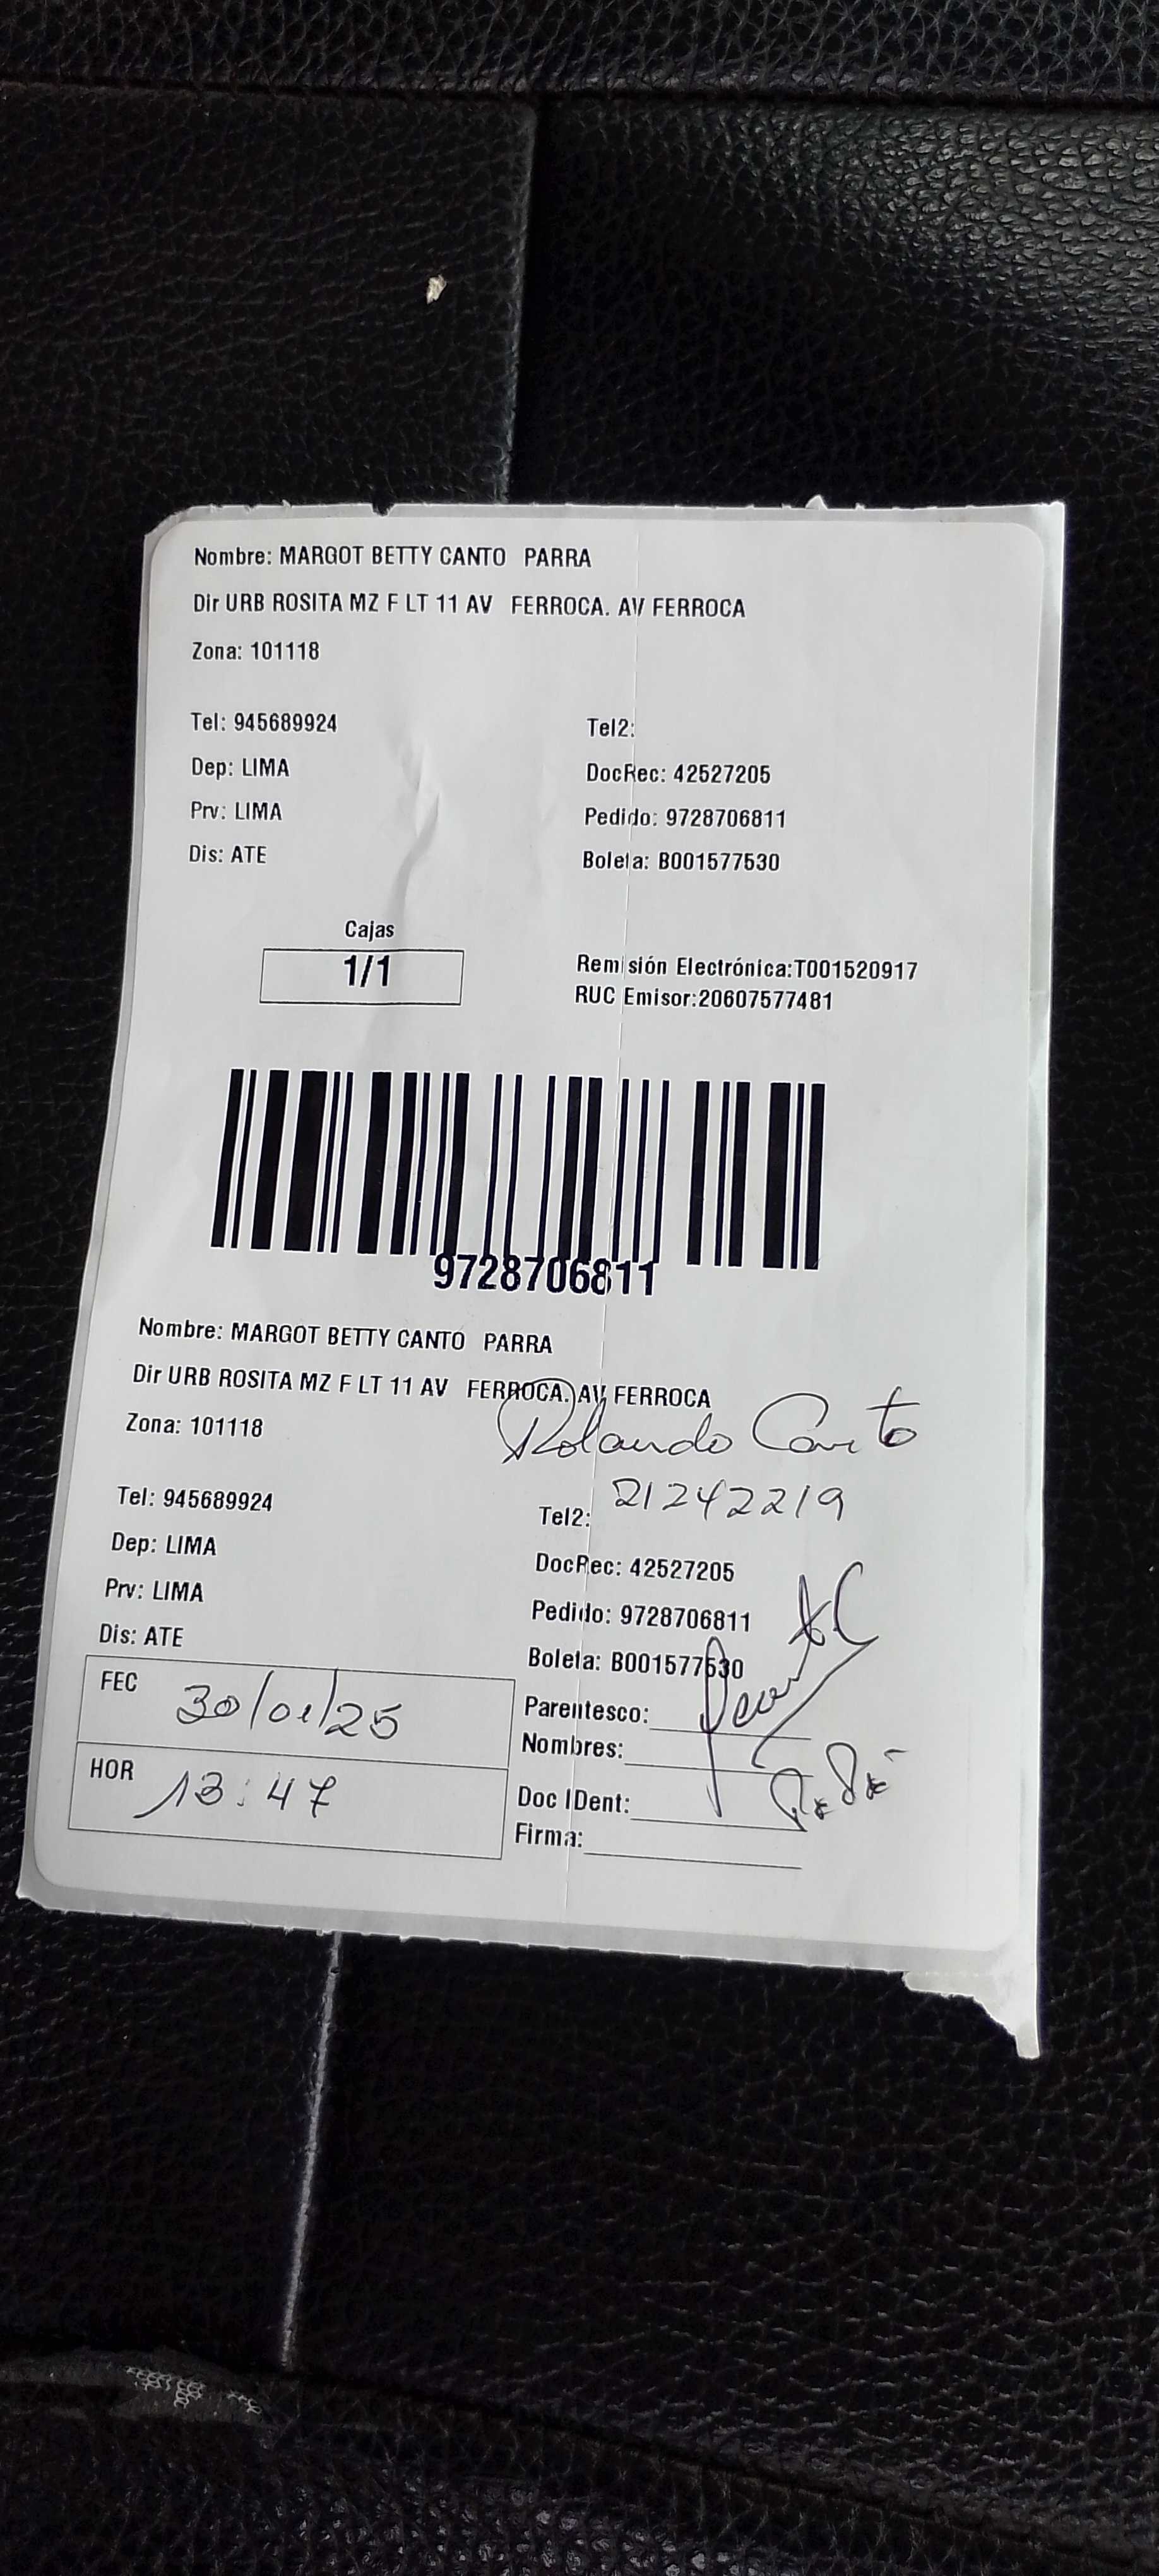 Nombre: MARGOT BETTY CANTO PARRA
Dir URB ROSITA MZ F LT 11 AV FERROCA. AV FERROCA
Zona: 101118
Tel: 945689924 Tel2:
Dep: LIMA DocRec: 42527205
Prv: LIMA Pedido: 9728706811
Dis: ATE Boleta: B001577530
Cajas
1/1
Remisión Electrónica:T001520917
RUC Emisor:20607577481
9728706811
Nombre: MARGOT BETTY CANTO PARRA
Dir URB ROSITA MZ F LT 11 AV FERROCA. AV FERROCA
Rolando Canto
Zona: 101118
Tel: 945689924 Tel2: 21242219
Dep: LIMA DocRec: 42527205
Prv: LIMA Pedido: 9728706811
Dis: ATE Boleta: B001577530
FEC 30/01/25 Parentesco:
Nombres:
HOR 13:47 Doc IDent:
Firma: